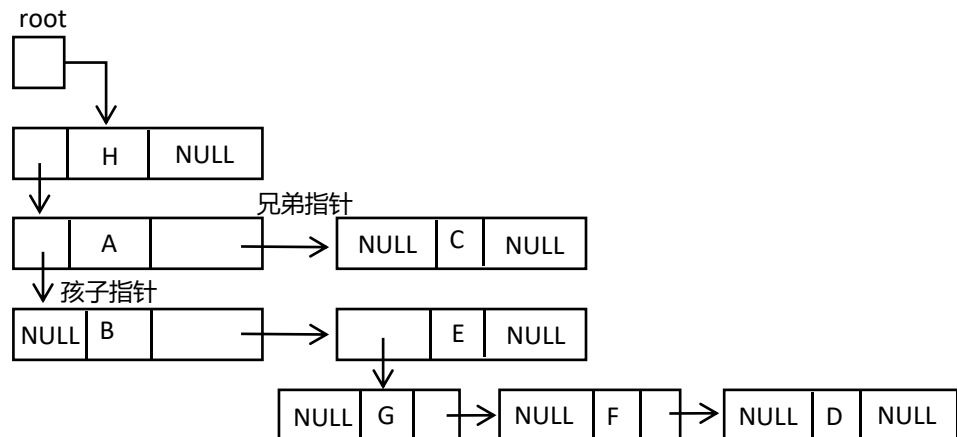 root
H NULL
兄弟指针
A NULL C NULL
孩子指针
NULL B E NULL
NULL G NULL F NULL D NULL